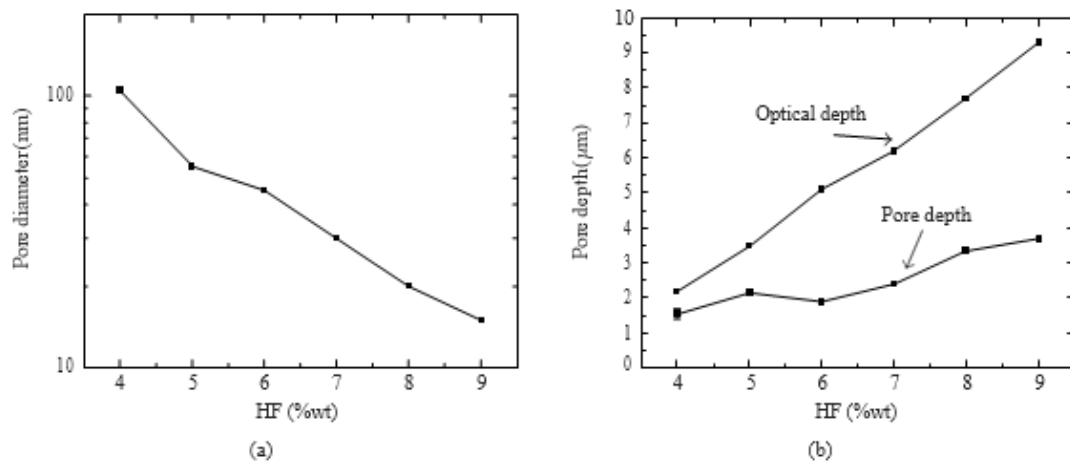 Pore diameter(nm)
100
10
4 5 6 7 8 9
HF (%wt)
(a)
Pore depth(μm)
10
9
8
7
6
5
4
3
2
1
0
Optical depth
Pore depth
4 5 6 7 8 9
HF (%wt)
(b)